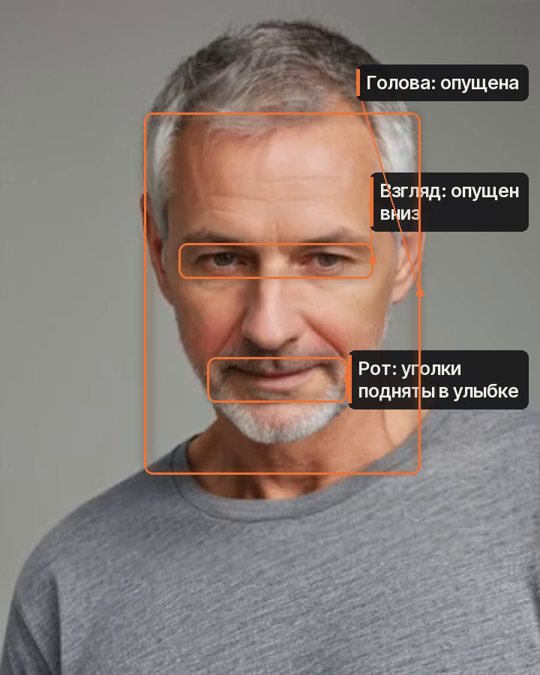 Голова: опущена
Взгляд: опущен
вниз
Рот: уголки
подняты в улыбке